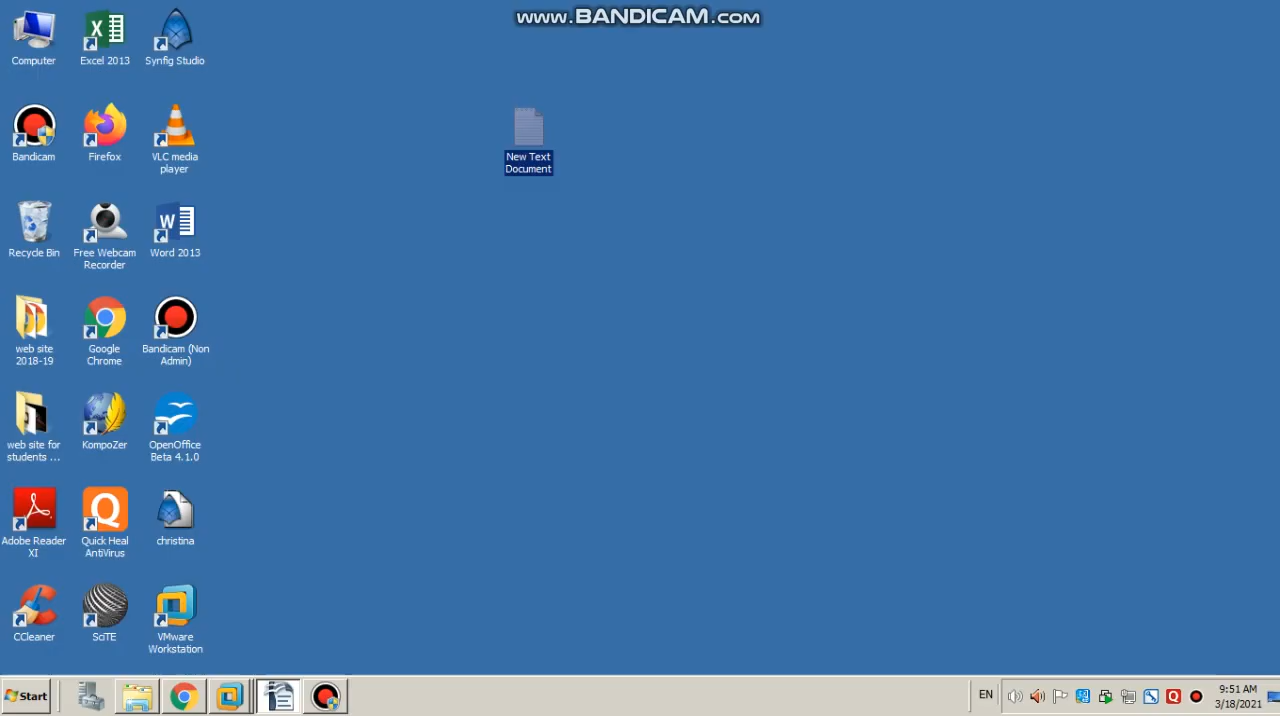 www.BANDICAM.com
Computer
Excel 2013
Synfig Studio
Bandicam
Firefox
VLC media
player
New Text
Document
Recycle Bin
Free Webcam
Recorder
Word 2013
web site
2018-19
Google
Chrome
Bandicam (Non
Admin)
web site for
students ...
KompoZer
OpenOffice
Beta 4.1.0
Adobe Reader
XI
Quick Heal
AntiVirus
christina
CCleaner
SciTE
VMware
Workstation
Start
EN
9:51 AM
3/18/2021